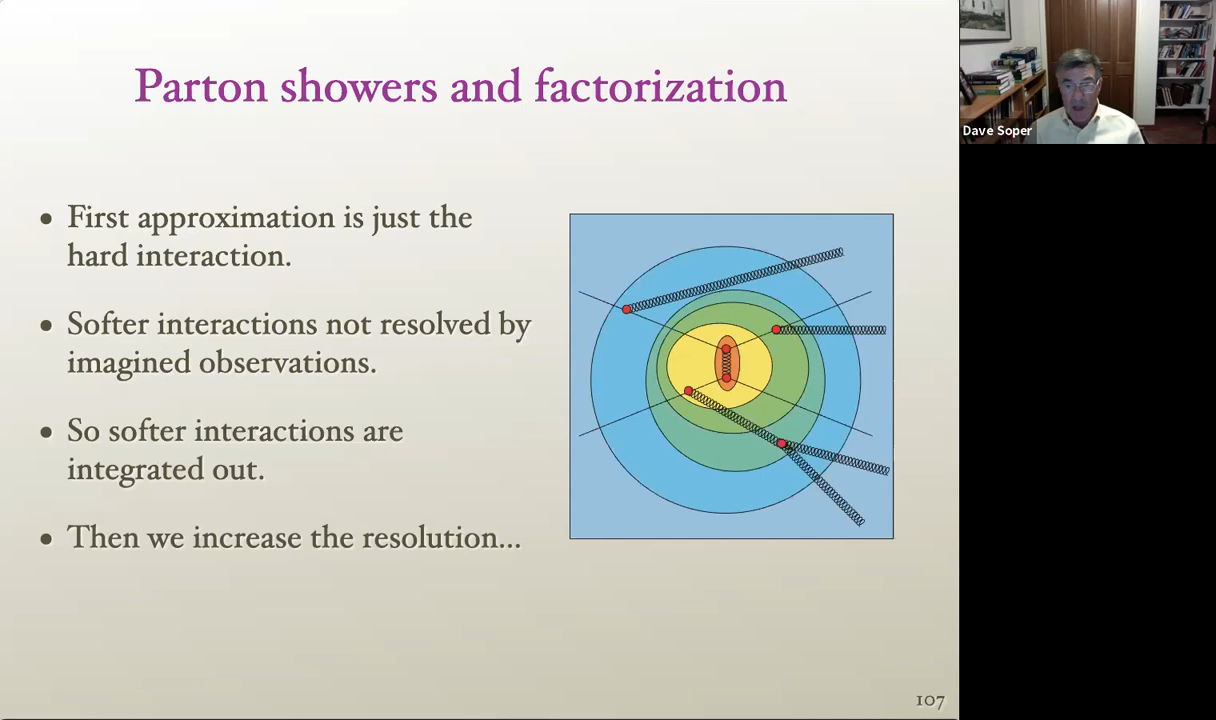 Parton showers and factorization
• First approximation is just the
hard interaction.
• Softer interactions not resolved by
imagined observations.
• So softer interactions are
integrated out.
• Then we increase the resolution...
107
Dave Soper